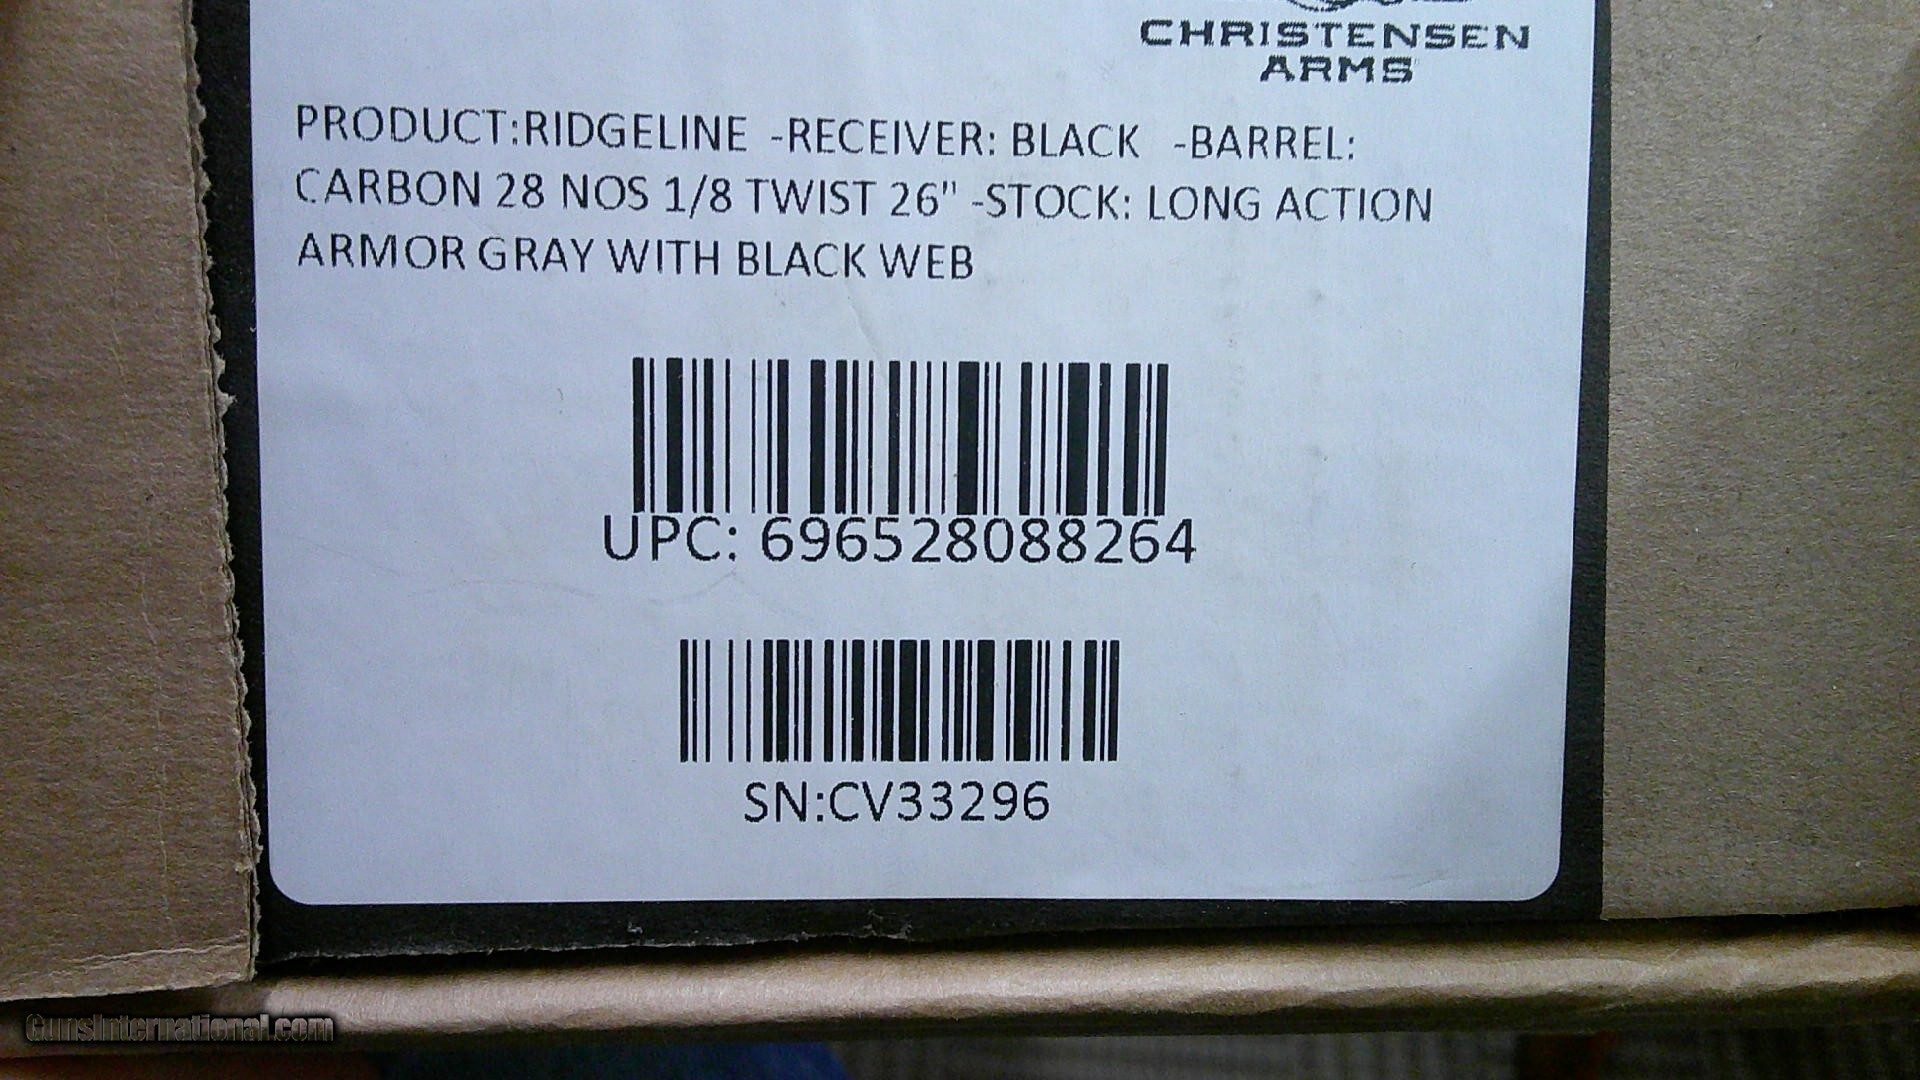 CHRISTENSEN
ARMS
PRODUCT:RIDGELINE -RECEIVER: BLACK -BARREL:
CARBON 28 NOS 1/8 TWIST 26" -STOCK: LONG ACTION
ARMOR GRAY WITH BLACK WEB
UPC: 696528088264
SN:CV33296
GunsInternational.com